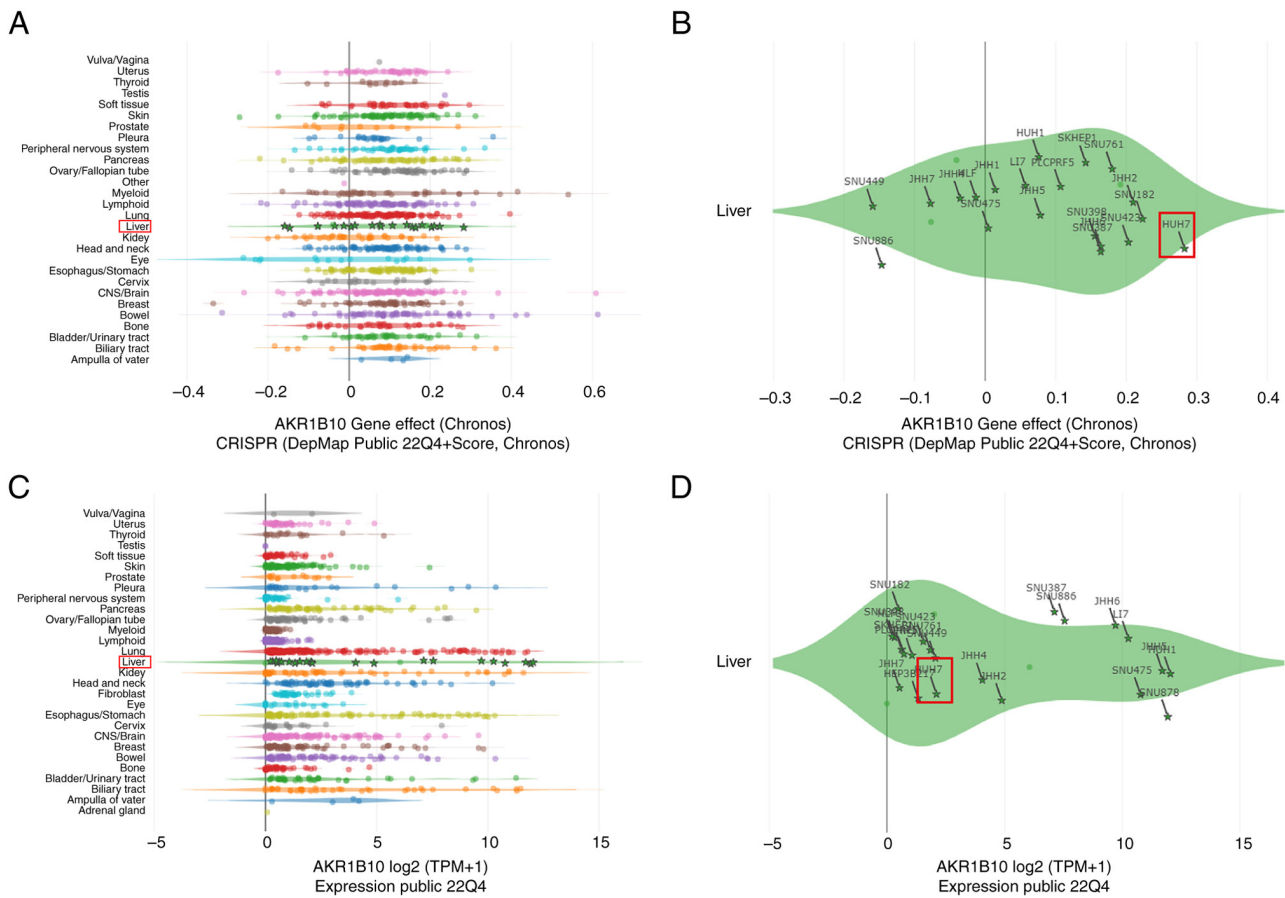 A
Vulva/Vagina
Uterus
Thyroid
Testis
Soft tissue
Skin
Prostate
Pleura
Peripheral nervous system
Pancreas
Ovary/Fallopian tube
Other
Myeloid
Lymphoid
Lung
Liver
Kidey
Head and neck
Eye
Esophagus/Stomach
Cervix
CNS/Brain
Breast
Bowel
Bone
Bladder/Urinary tract
Biliary tract
Ampulla of vater
−0.4 −0.2 0 0.2 0.4 0.6
AKR1B10 Gene effect (Chronos)
CRISPR (DepMap Public 22Q4+Score, Chronos)
B
HUH1
SKHEP1
SNU761
LI7
PLCPRF5
JHH1
SNU449
JHH7
JHH4
HLF
JHH2
JHH5
SNU182
SNU475
SNU398
SNU423
JHH6
SNU387
HUH7
SNU886
Liver
−0.3 −0.2 −0.1 0 0.1 0.2 0.3 0.4
AKR1B10 Gene effect (Chronos)
CRISPR (DepMap Public 22Q4+Score, Chronos)
C
Vulva/Vagina
Uterus
Thyroid
Testis
Soft tissue
Skin
Prostate
Pleura
Peripheral nervous system
Pancreas
Ovary/Fallopian tube
Myeloid
Lymphoid
Lung
Liver
Kidey
Head and neck
Fibroblast
Eye
Esophagus/Stomach
Cervix
CNS/Brain
Breast
Bowel
Bone
Bladder/Urinary tract
Biliary tract
Ampulla of vater
Adrenal gland
−5 0 5 10 15
AKR1B10 log2 (TPM+1)
Expression public 22Q4
D
SNU182
SNU387
SNU886
JHH6
LI7
SNU423
SKHEP1
SNU761
SNU449
JHH5
HUH1
JHH7
JHH4
HUH7
HEP3B217
JHH2
SNU475
SNU878
Liver
−5 0 5 10 15
AKR1B10 log2 (TPM+1)
Expression public 22Q4